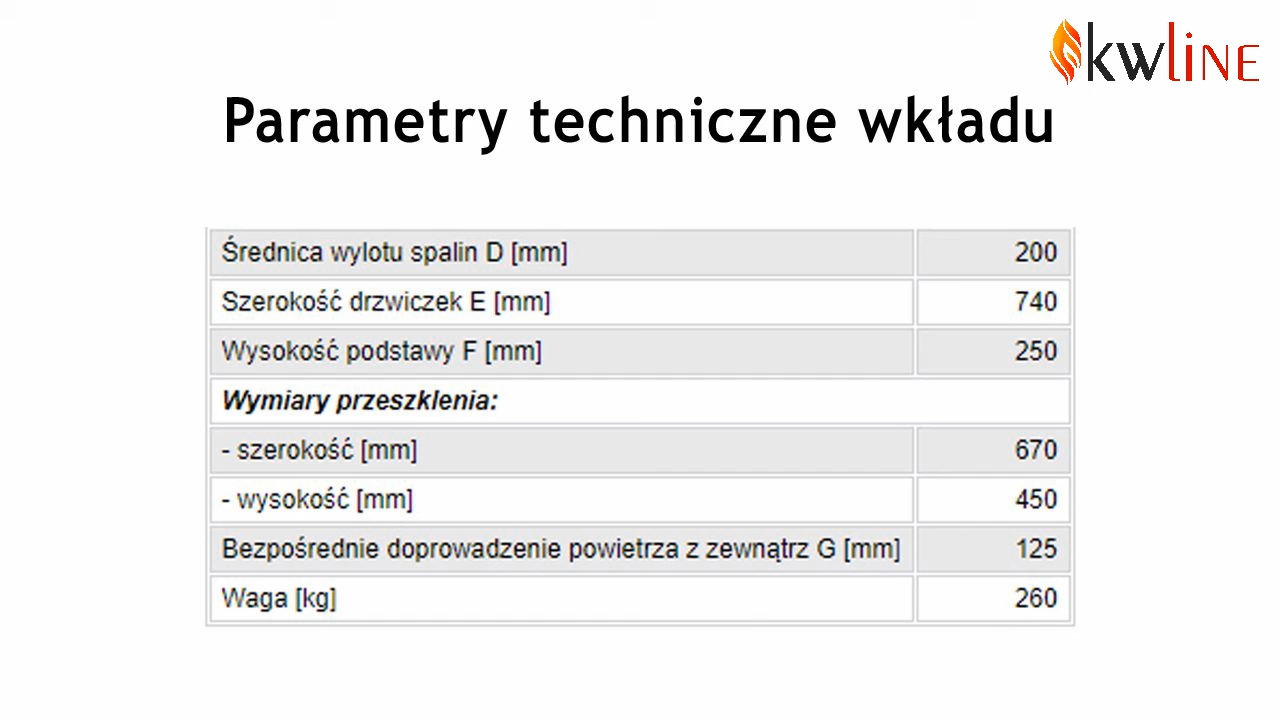 kwline
Parametry techniczne wkładu
Średnica wylotu spalin D [mm] 200
Szerokość drzwiczek E [mm] 740
Wysokość podstawy F [mm] 250
Wymiary przeszklenia:
- szerokość [mm] 670
- wysokość [mm] 450
Bezpośrednie doprowadzenie powietrza z zewnątrz G [mm] 125
Waga [kg] 260